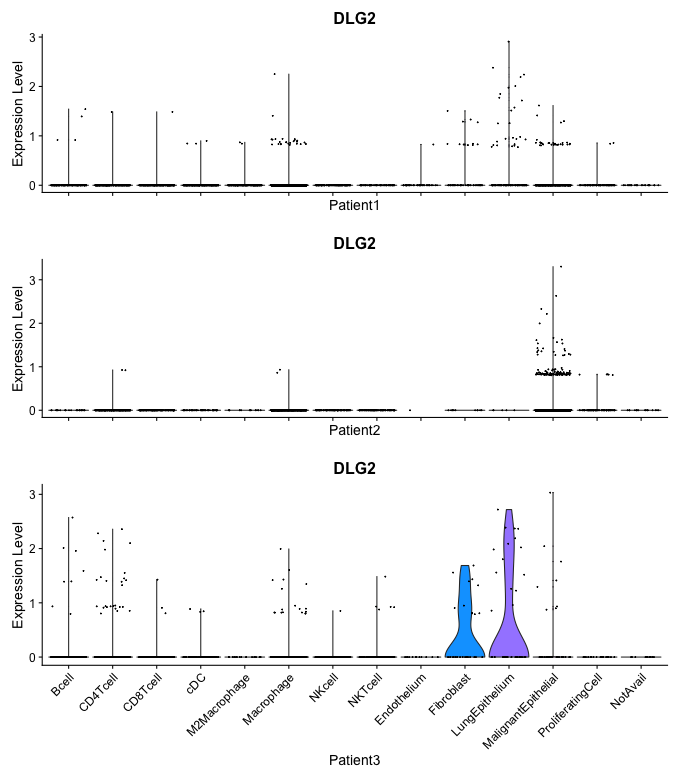 DLG2
Expression Level
3
2
1
0
Patient1
DLG2
Expression Level
3
2
1
0
Patient2
DLG2
Expression Level
3
2
1
0
Bcell
CD4Tcell
CD8Tcell
cDC
M2Macrophage
Macrophage
NKcell
NKTcell
Endothelium
Fibroblast
LungEpithelium
MalignantEpithelial
ProliferatingCell
NotAvail
Patient3